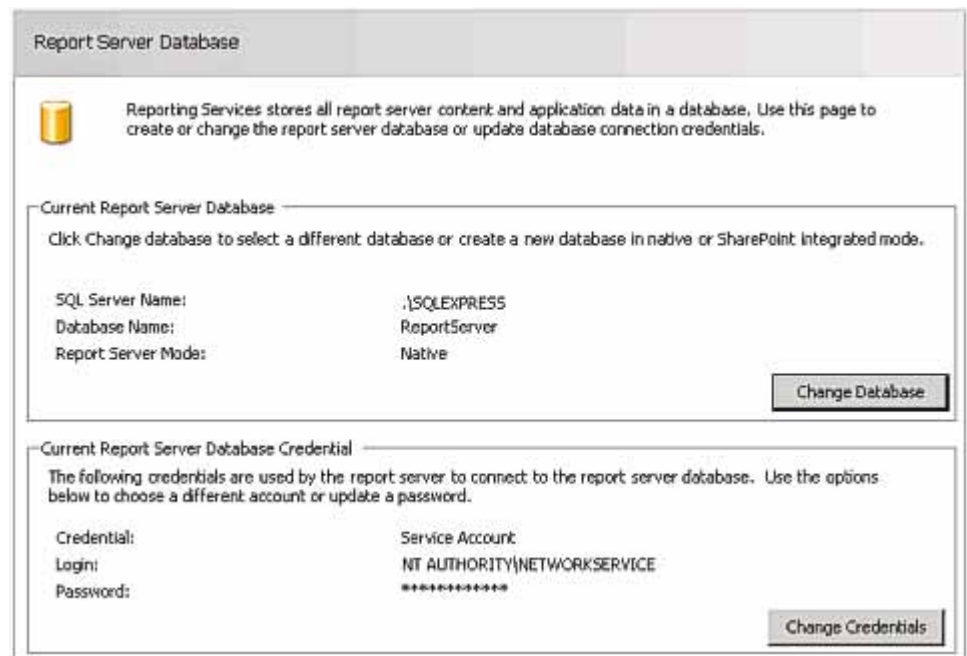 Report Server Database
Reporting Services stores all report server content and application data in a database. Use this page to
create or change the report server database or update database connection credentials.
Current Report Server Database
Click Change database to select a different database or create a new database in native or SharePoint integrated mode.
SQL Server Name: .\SQLEXPRESS
Database Name: ReportServer
Report Server Mode: Native
Change Database
Current Report Server Database Credential
The following credentials are used by the report server to connect to the report server database. Use the options
below to choose a different account or update a password.
Credential: Service Account
Login: NT AUTHORITY\NETWORKSERVICE
Password: ************
Change Credentials